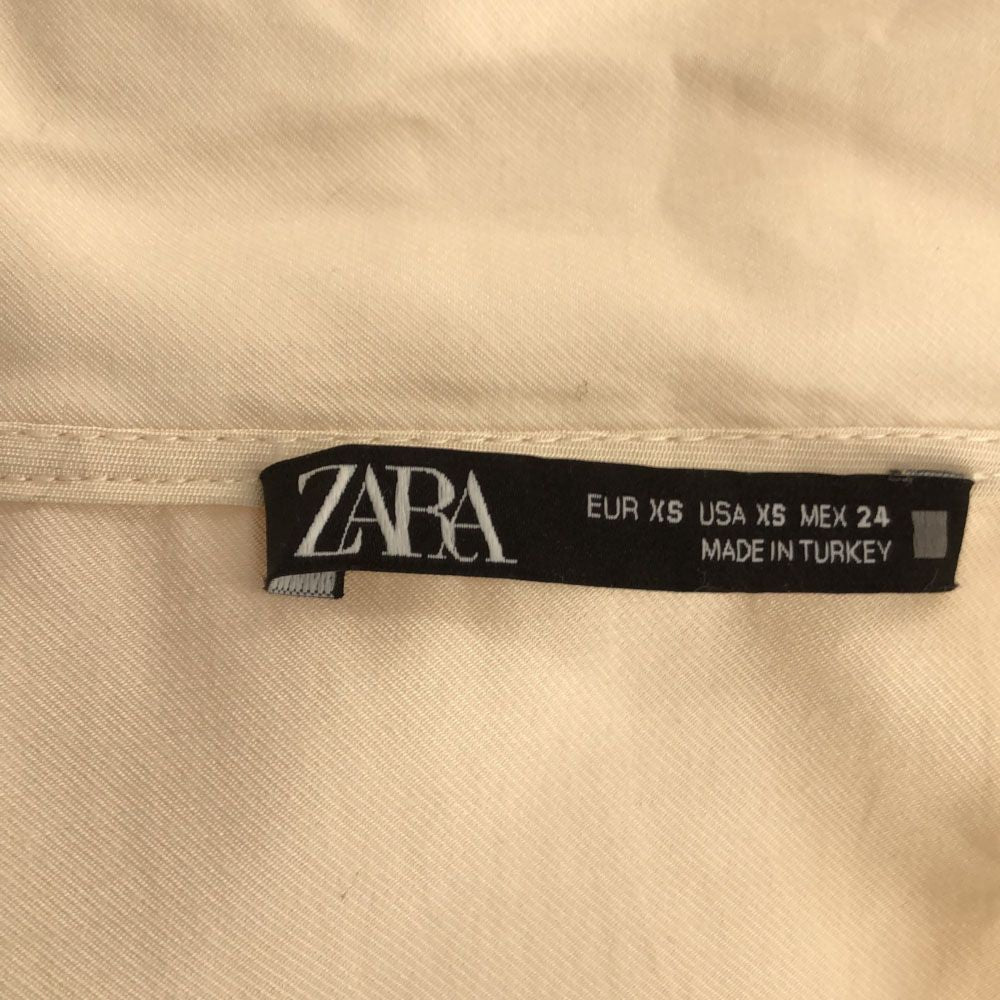 ZARA
EUR XS USA XS MEX 24
MADE IN TURKEY